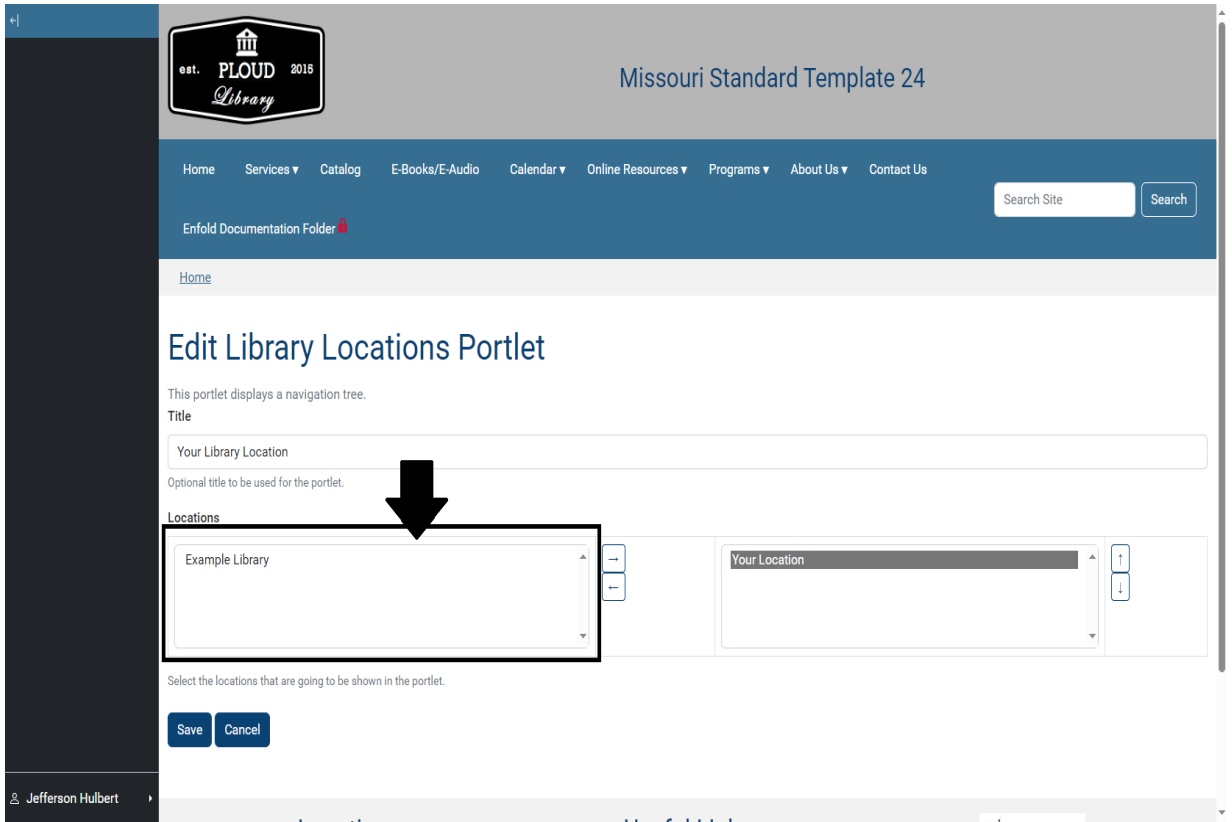 est. PLOUD 2015
Library
Missouri Standard Template 24
Home Services ▾ Catalog E-Books/E-Audio Calendar ▾ Online Resources ▾ Programs ▾ About Us ▾ Contact Us
Search Site Search
Enfold Documentation Folder
Home
Edit Library Locations Portlet
This portlet displays a navigation tree.
Title
Your Library Location
Optional title to be used for the portlet.
Locations
Example Library → Your Location ↑
← ↓
Select the locations that are going to be shown in the portlet.
Save Cancel
Jefferson Hulbert